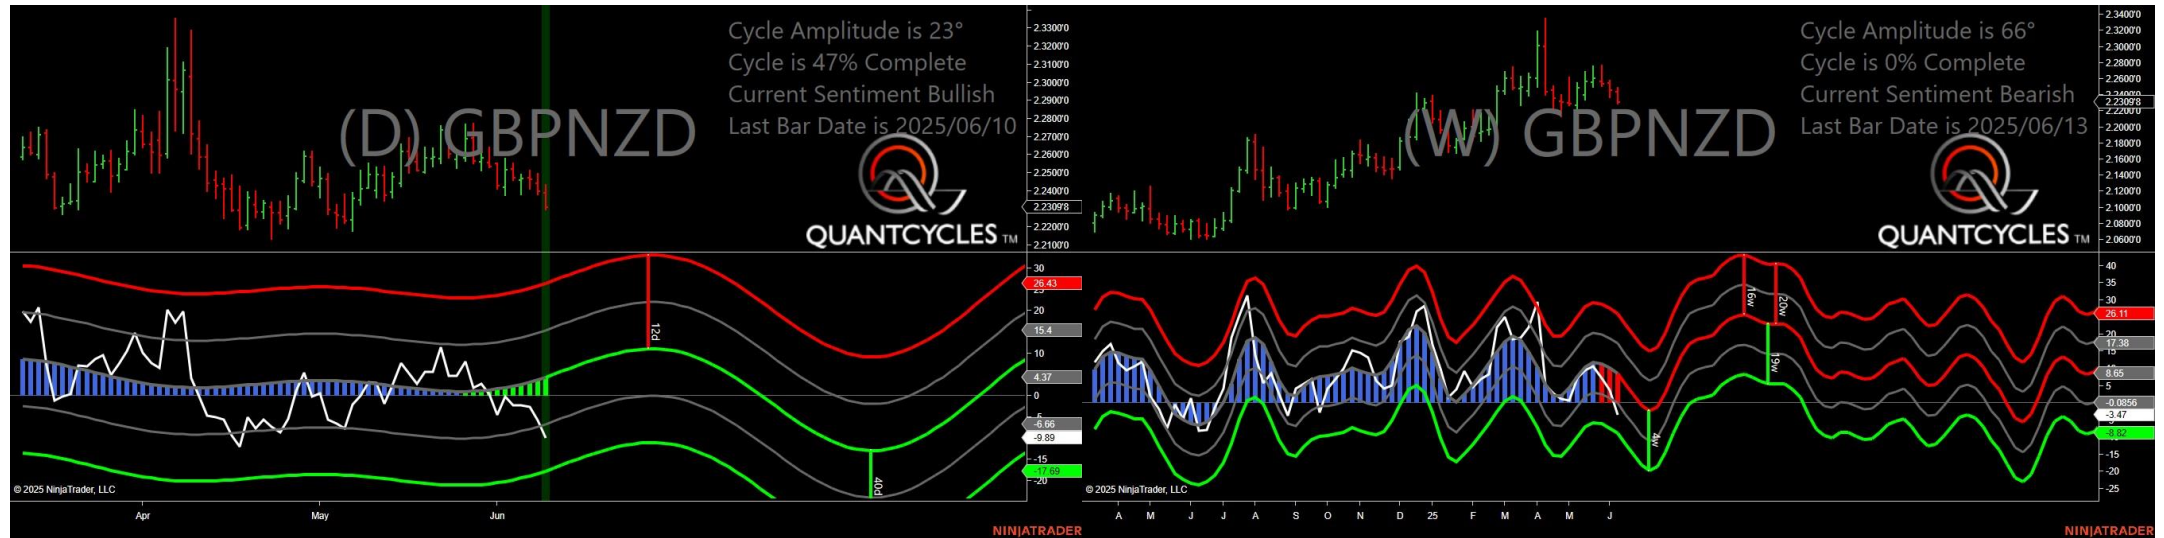 Cycle Amplitude is 23°
Cycle is 47% Complete
Current Sentiment Bullish
Last Bar Date is 2025/06/10
(D) GBPNZD
QUANTCYCLES TM
2.3300'0
2.3200'0
2.3100'0
2.3000'0
2.2900'0
2.2800'0
2.2700'0
2.2600'0
2.2500'0
2.2400'0
2.2309'8
2.2200'0
2.2100'0
30
26.43
20
15.4
10
4.37
0
-6.66
-9.89
-15
-17.69
-20
12d
40d
© 2025 NinjaTrader, LLC
Apr
May
Jun
NINJATRADER
Cycle Amplitude is 66°
Cycle is 0% Complete
Current Sentiment Bearish
Last Bar Date is 2025/06/13
(W) GBPNZD
QUANTCYCLES TM
2.3400'0
2.3200'0
2.3000'0
2.2800'0
2.2600'0
2.2400'0
2.2309'8
2.2200'0
2.2000'0
2.1800'0
2.1600'0
2.1400'0
2.1200'0
2.1000'0
2.0800'0
2.0600'0
40
35
30
26.11
20
17.38
15
8.65
5
-0.0856
-3.47
-8.82
-15
-20
-25
16w
20w
19w
4w
© 2025 NinjaTrader, LLC
A
M
J
J
A
S
O
N
D
25
F
M
A
M
J
NINJATRADER